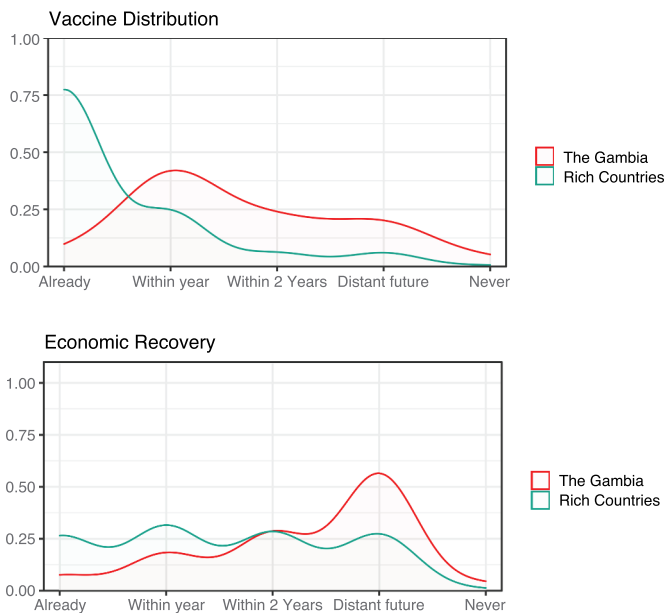 Vaccine Distribution
1.00
0.75
0.50
0.25
0.00
Already Within year Within 2 Years Distant future Never
The Gambia
Rich Countries
Economic Recovery
1.00
0.75
0.50
0.25
0.00
Already Within year Within 2 Years Distant future Never
The Gambia
Rich Countries